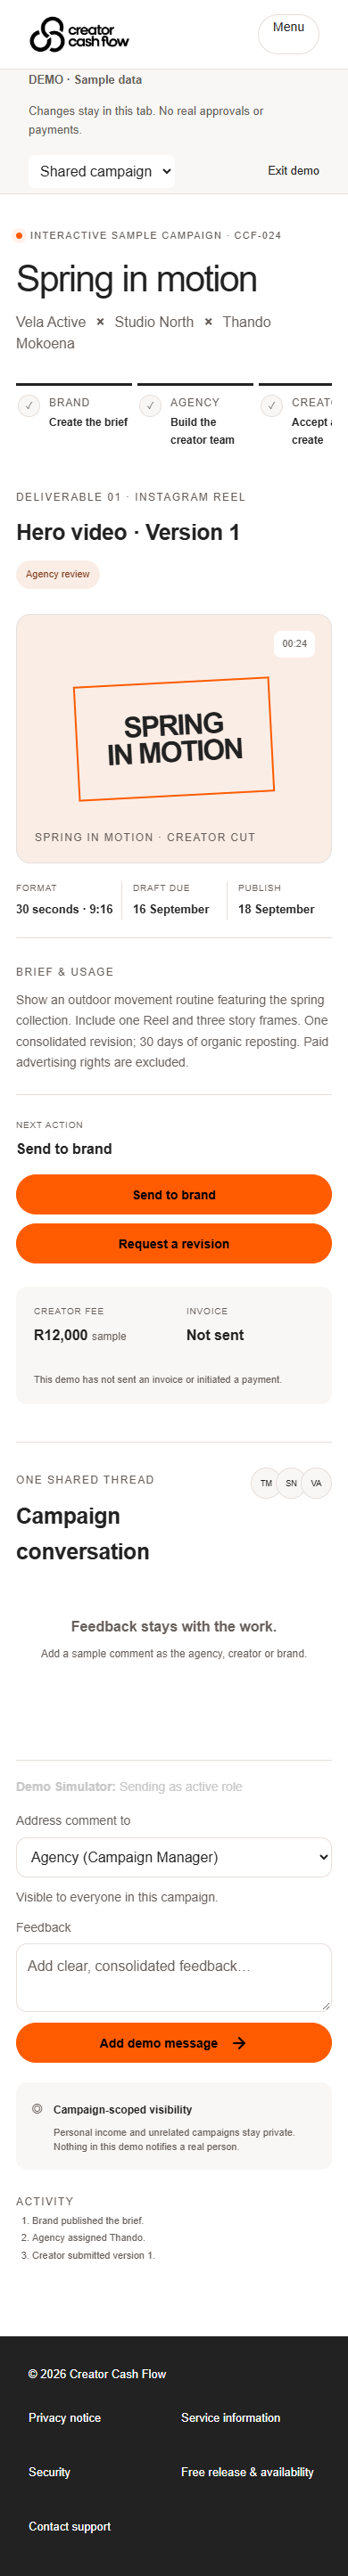 creator
cash flow
Menu
DEMO · Sample data
Changes stay in this tab. No real approvals or
payments.
Shared campaign
Exit demo
INTERACTIVE SAMPLE CAMPAIGN · CCF-024
Spring in motion
Vela Active × Studio North × Thando
Mokoena
✓ BRAND
Create the brief
✓ AGENCY
Build the
creator team
✓ CREATO
Accept a
create
DELIVERABLE 01 · INSTAGRAM REEL
Hero video · Version 1
Agency review
00:24
SPRING
IN MOTION
SPRING IN MOTION · CREATOR CUT
FORMAT
30 seconds · 9:16
DRAFT DUE
16 September
PUBLISH
18 September
BRIEF & USAGE
Show an outdoor movement routine featuring the spring
collection. Include one Reel and three story frames. One
consolidated revision; 30 days of organic reposting. Paid
advertising rights are excluded.
NEXT ACTION
Send to brand
Send to brand
Request a revision
CREATOR FEE
R12,000 sample
INVOICE
Not sent
This demo has not sent an invoice or initiated a payment.
ONE SHARED THREAD
TM SN VA
Campaign
conversation
Feedback stays with the work.
Add a sample comment as the agency, creator or brand.
Demo Simulator: Sending as active role
Address comment to
Agency (Campaign Manager)
Visible to everyone in this campaign.
Feedback
Add clear, consolidated feedback…
Add demo message →
Campaign-scoped visibility
Personal income and unrelated campaigns stay private.
Nothing in this demo notifies a real person.
ACTIVITY
1. Brand published the brief.
2. Agency assigned Thando.
3. Creator submitted version 1.
© 2026 Creator Cash Flow
Privacy notice
Service information
Security
Free release & availability
Contact support